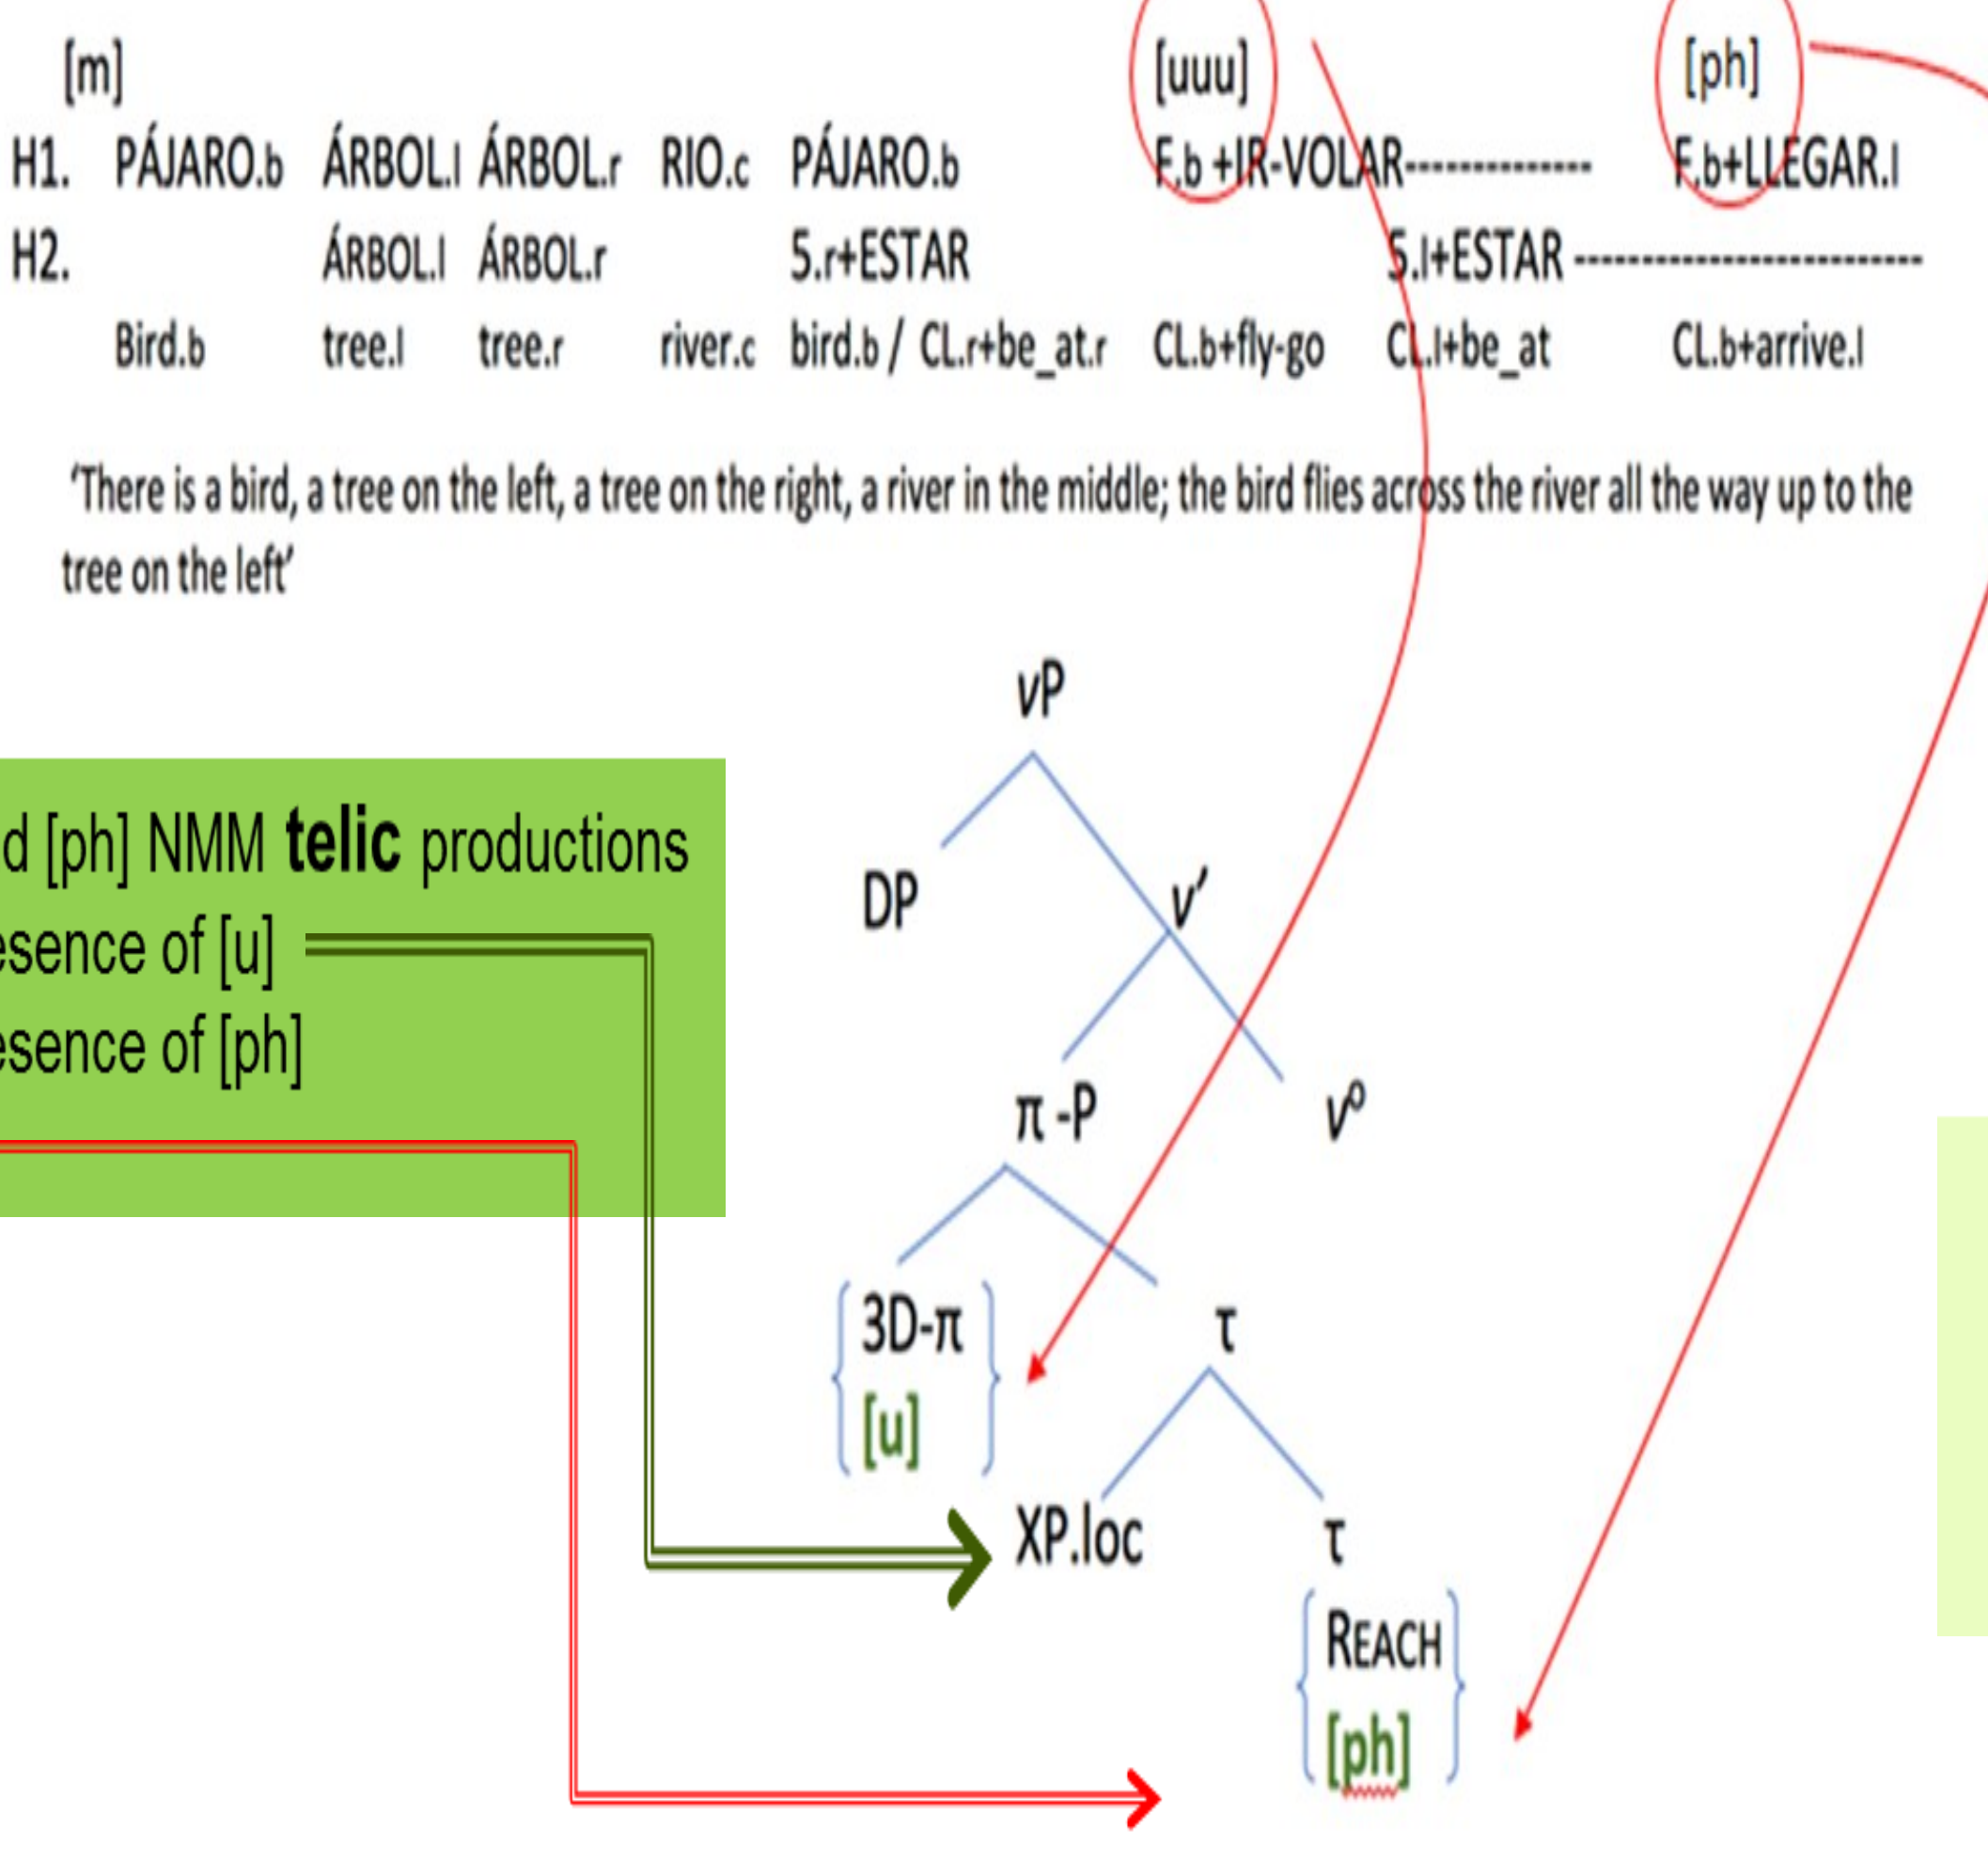 [m] [uuu] [ph]
H1. PÁJARO.b ÁRBOL.l ÁRBOL.r RIO.c PÁJARO.b F.b +IR-VOLAR-------------- F.b+LLEGAR.l
H2. ÁRBOL.l ÁRBOL.r 5.r+ESTAR 5.l+ESTAR --------------------------
Bird.b tree.l tree.r river.c bird.b / CL.r+be_at.r CL.b+fly-go CL.l+be_at CL.b+arrive.l
‘There is a bird, a tree on the left, a tree on the right, a river in the middle; the bird flies across the river all the way up to the
tree on the left’
vP
d [ph] NMM telic productions
DP v’
esence of [u]
esence of [ph]
π -P v⁰
3D-π τ
[u]
XP.loc τ
REACH
[ph]